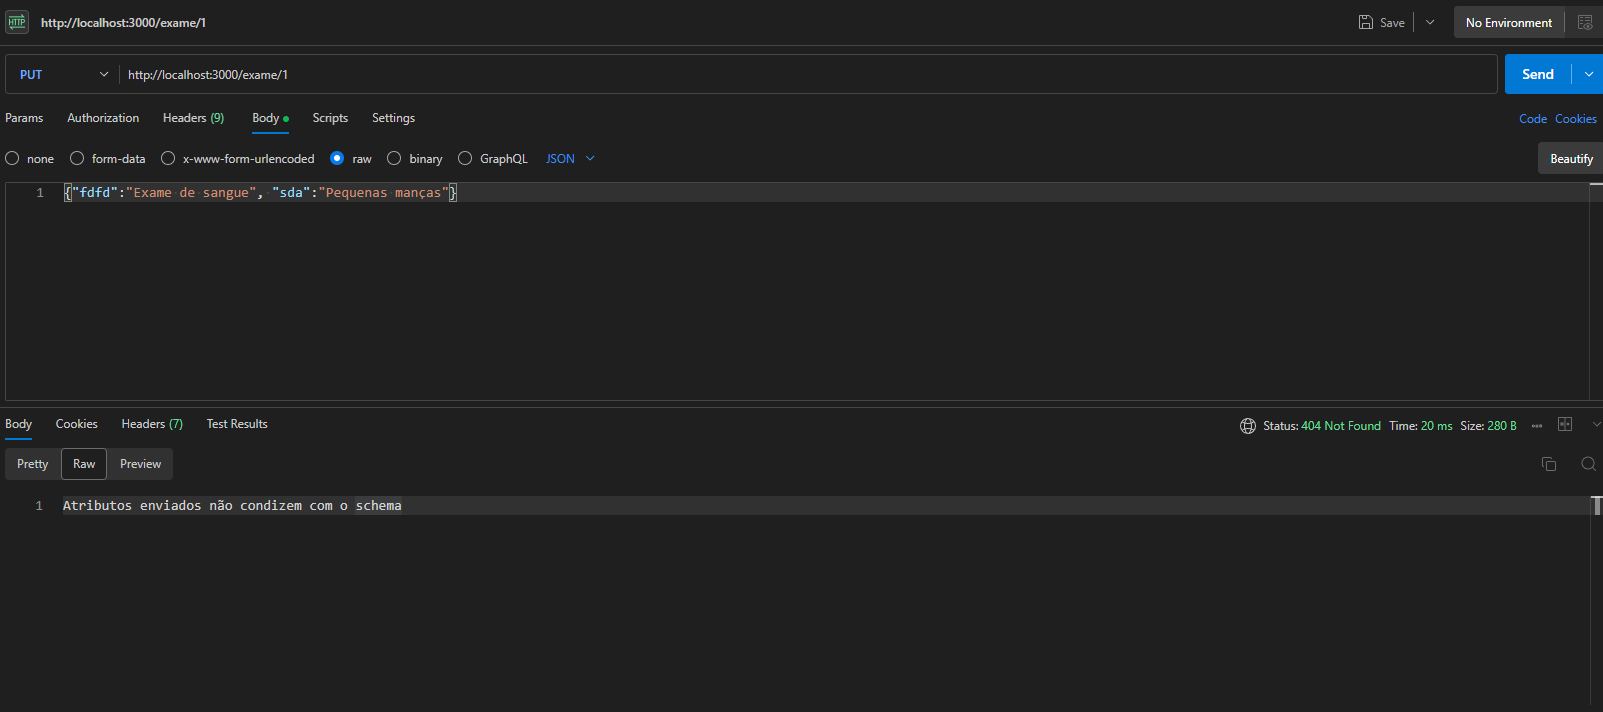 HTTP http://localhost:3000/exame/1 Save No Environment
PUT http://localhost:3000/exame/1 Send
Params Authorization Headers (9) Body Scripts Settings Code Cookies
none form-data x-www-form-urlencoded raw binary GraphQL JSON Beautify
1 {"fdfd":"Exame de sangue", "sda":"Pequenas manças"}
Body Cookies Headers (7) Test Results Status: 404 Not Found Time: 20 ms Size: 280 B
Pretty Raw Preview
1 Atributos enviados não condizem com o schema